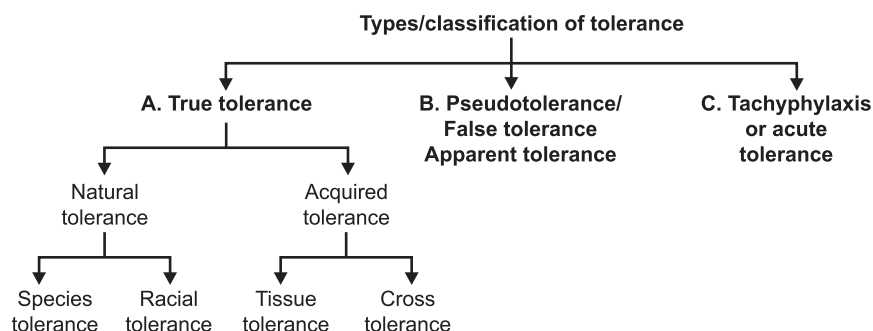 Types/classification of tolerance
A. True tolerance
B. Pseudotolerance/
False tolerance
Apparent tolerance
C. Tachyphylaxis
or acute
tolerance
Natural
tolerance
Acquired
tolerance
Species
tolerance
Racial
tolerance
Tissue
tolerance
Cross
tolerance